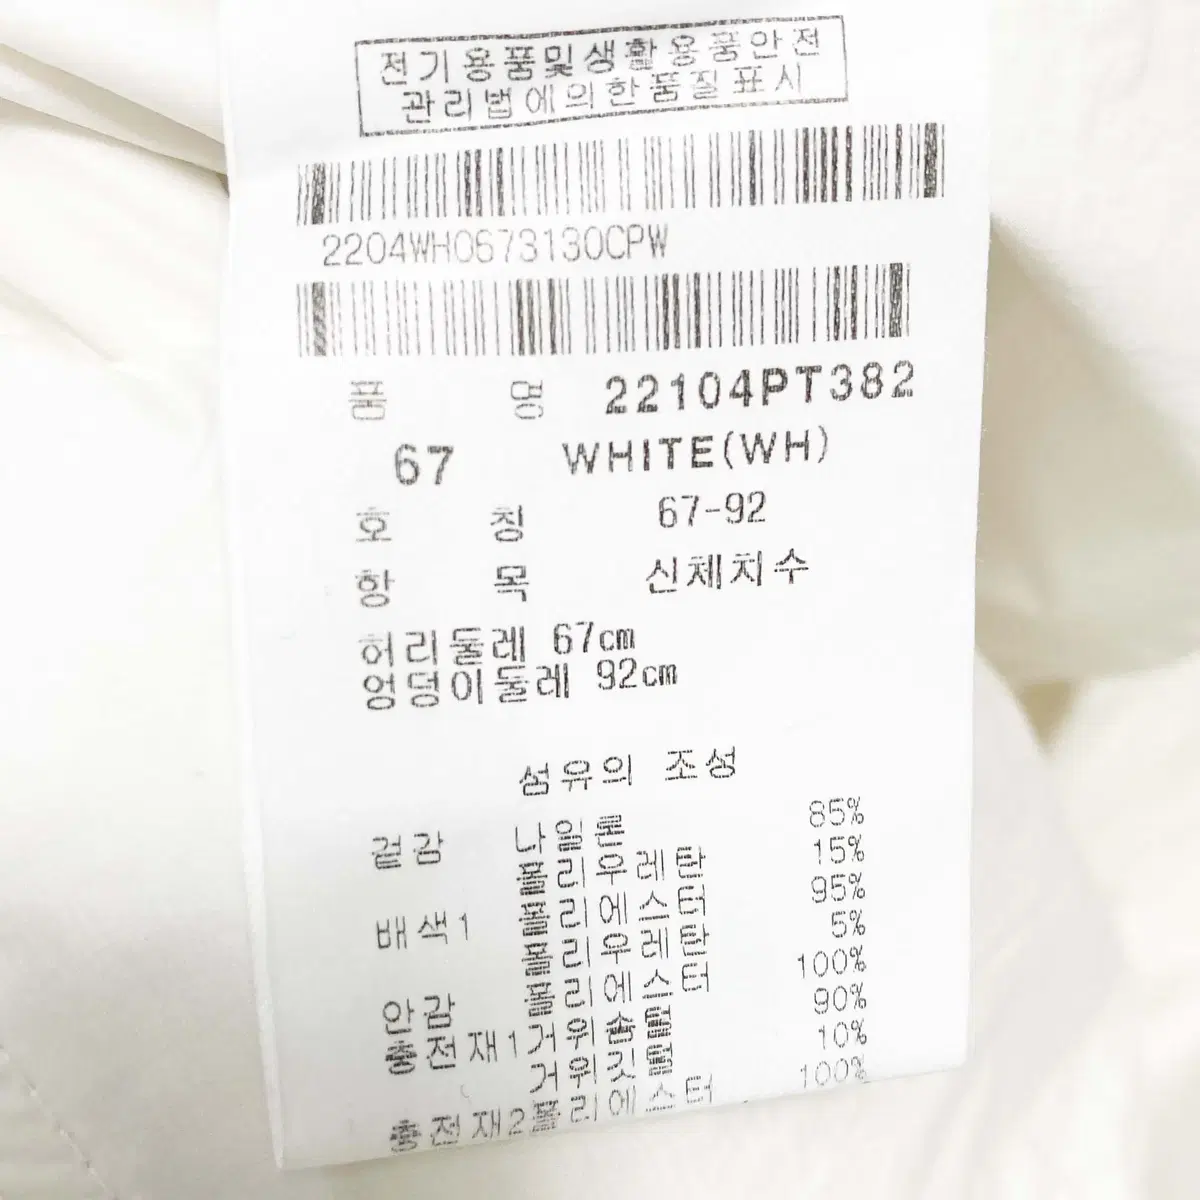 전기용품및생활용품안전
관리법에의한품질표시
2204WH0673130CPW
품 명 22104PT382
67 WHITE(WH)
호 칭 67-92
항 목 신체치수
허리둘레 67cm
엉덩이둘레 92cm
섬유의 조성
겉감 나일론 85%
폴리우레탄 15%
배색1 폴리에스터 95%
폴리우레탄 5%
안감 폴리에스터 100%
충전재1거위솜털 90%
거위깃털 10%
충전재2폴리에스터 100%